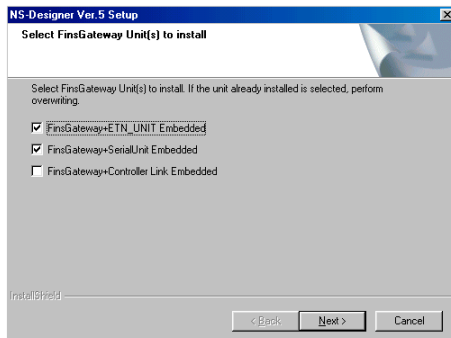 NS-Designer Ver.5 Setup
Select FinsGateway Unit(s) to install
Select FinsGateway Unit(s) to install. If the unit already installed is selected, perform
overwriting.
FinsGateway+ETN_UNIT Embedded
FinsGateway+SerialUnit Embedded
FinsGateway+Controller Link Embedded
InstallShield
< Back Next > Cancel